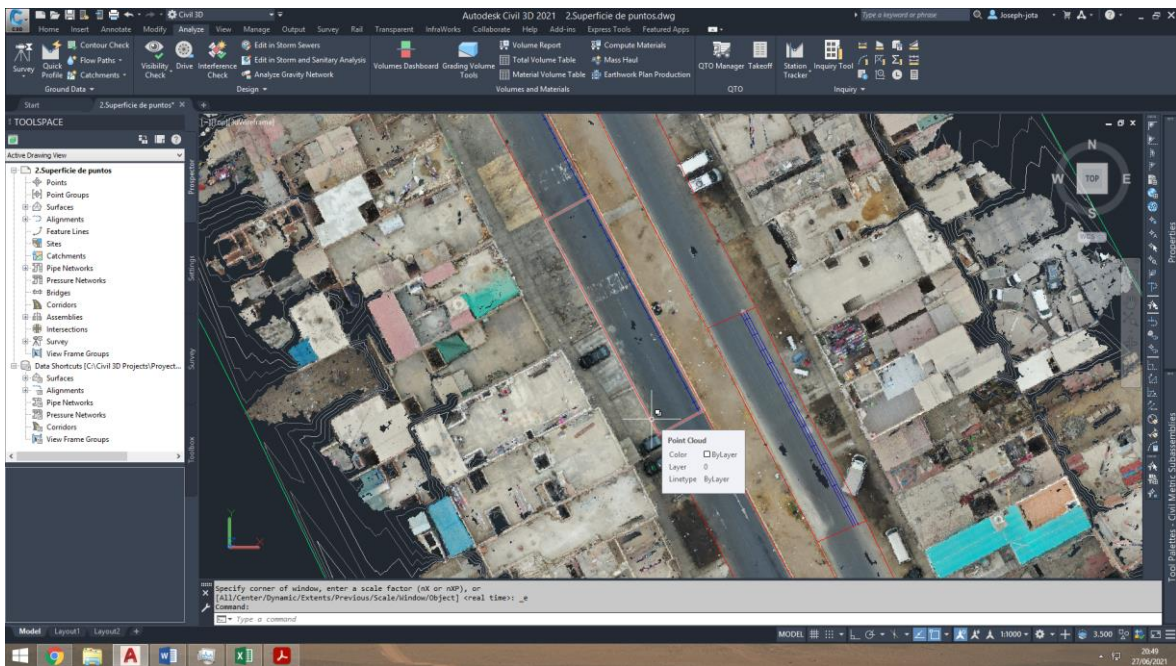 Civil 3D
Autodesk Civil 3D 2021 2.Superficie de puntos.dwg
Type a keyword or phrase
Joseph-jota
Home Insert Annotate Modify Analyze View Manage Output Survey Rail Transparent InfraWorks Collaborate Help Add-ins Express Tools Featured Apps
Survey
Quick Profile
Contour Check
Flow Paths
Catchments
Ground Data
Visibility Check
Drive
Interference Check
Edit in Storm Sewers
Edit in Storm and Sanitary Analysis
Analyze Gravity Network
Design
Volumes Dashboard
Grading Volume Tools
Volume Report
Total Volume Table
Material Volume Table
Compute Materials
Mass Haul
Earthwork Plan Production
Volumes and Materials
QTO Manager
Takeoff
QTO
Station Tracker
Inquiry Tool
Inquiry
Start
2.Superficie de puntos*
TOOLSPACE
Active Drawing View
2.Superficie de puntos
Points
Point Groups
Surfaces
Alignments
Feature Lines
Sites
Catchments
Pipe Networks
Pressure Networks
Bridges
Corridors
Assemblies
Intersections
Survey
View Frame Groups
Data Shortcuts [C:\Civil 3D Projects\Proyect...
Surfaces
Alignments
Pipe Networks
Pressure Networks
Corridors
View Frame Groups
Prospector
Settings
Survey
Toolbox
N
W
TOP
E
S
Properties
Tool Palettes - Civil Metric Subassemblies
Point Cloud
Color ByLayer
Layer 0
Linetype ByLayer
Y
X
Specify corner of window, enter a scale factor (nX or nXP), or
[All/Center/Dynamic/Extents/Previous/Scale/Window/Object] <real time>: _e
Command:
Type a command
Model Layout1 Layout2 +
MODEL
1:1000
3.500
20:49
27/06/2021